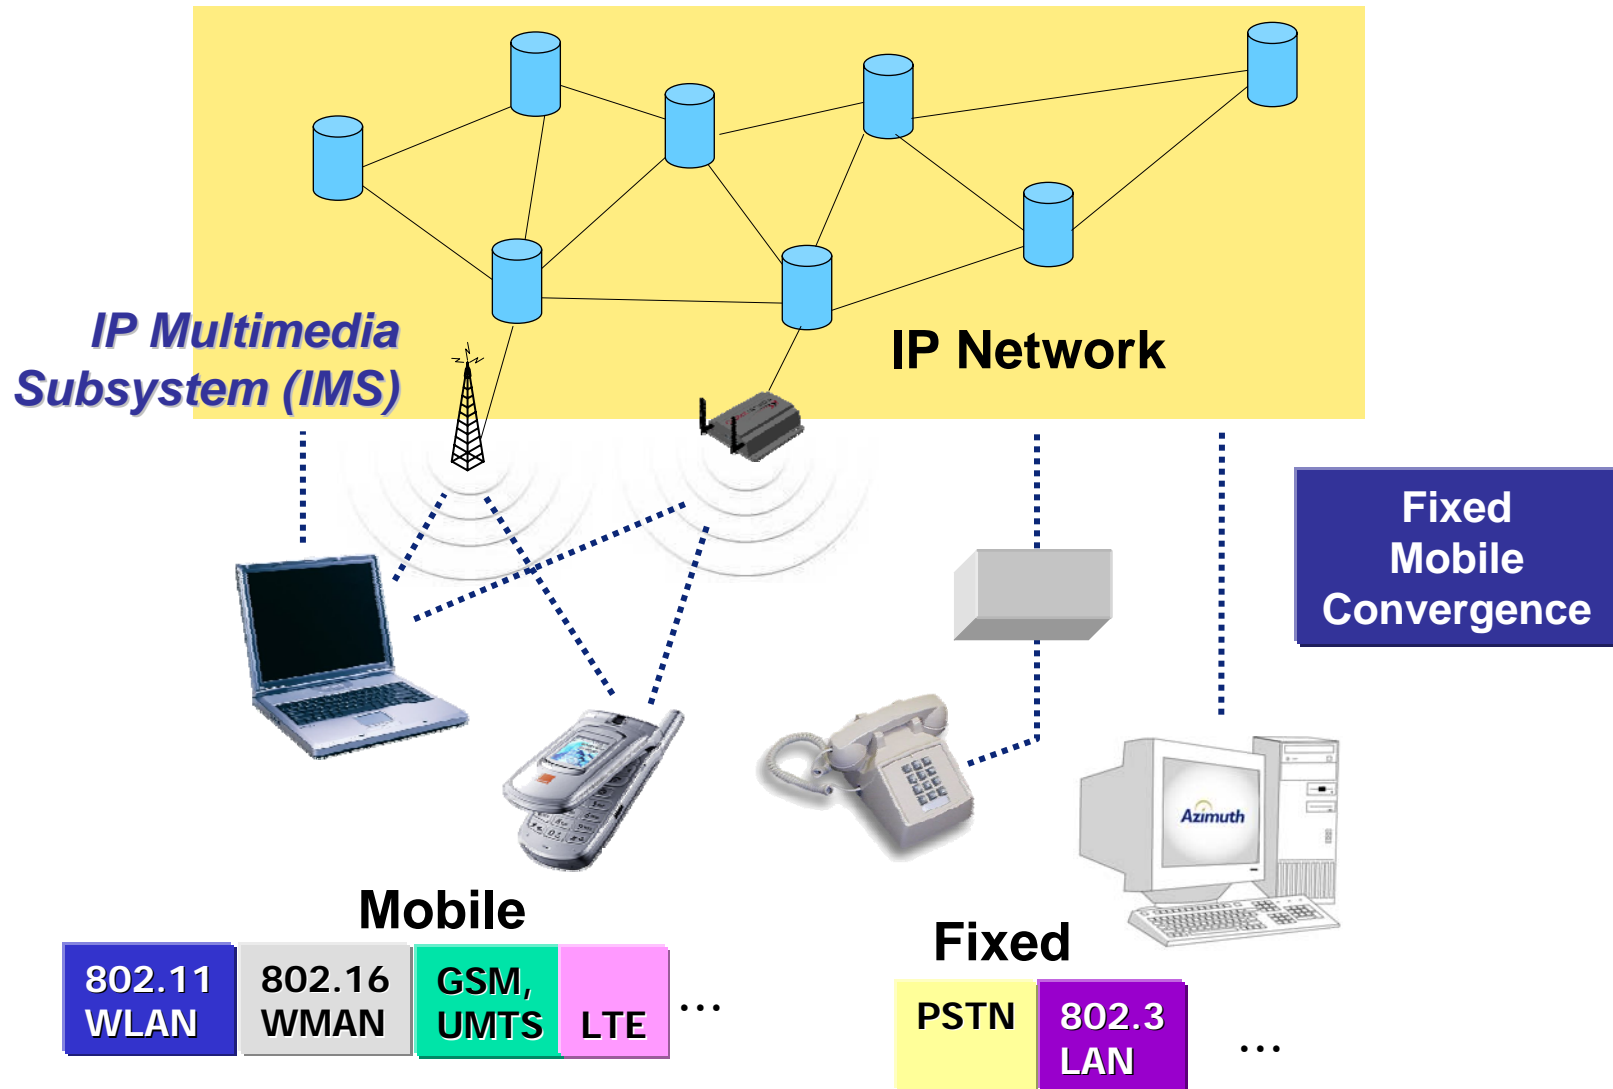 IP Multimedia
Subsystem (IMS)
IP Network
Fixed
Mobile
Convergence
Azimuth
Mobile
802.11
WLAN
802.16
WMAN
GSM,
UMTS
LTE
...
Fixed
PSTN
802.3
LAN
...